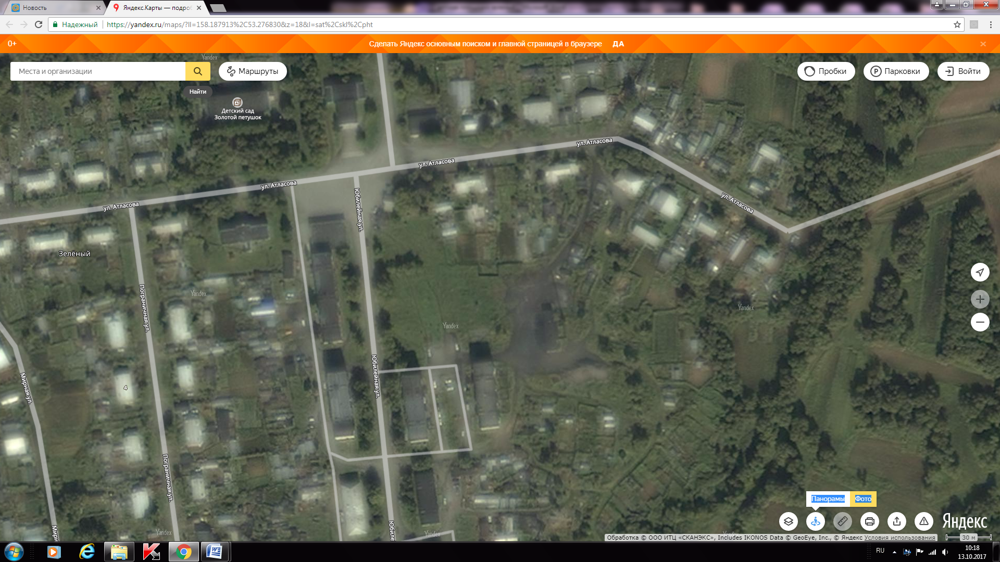 Новость
Яндекс.Карты — подроб
Надежный
https://yandex.ru/maps/?ll=158.187913%2C53.276830&z=18&l=sat%2Cskl%2Cpht
0+
Сделать Яндекс основным поиском и главной страницей в браузере ДА
Yandex
Места и организации
Маршруты
Пробки
Парковки
Войти
Найти
Детский сад
Золотой петушок
ул. Атласова
ул. Атласова
ул. Атласова
ул. Атласова
ул. Атласова
Юбилейная ул.
Зелёный
Yandex
Yandex
Пограничная ул.
Yandex
Юбилейная ул.
Мирная ул.
4
Пограничная ул.
Панорамы
Фото
Юбиле
Мирн
Yandex
Yandex
Яндекс
Обработка © ООО ИТЦ «СКАНЭКС», Includes IKONOS Data © GeoEye, Inc., © Яндекс Условия использования
30 м
RU
10:18
13.10.2017